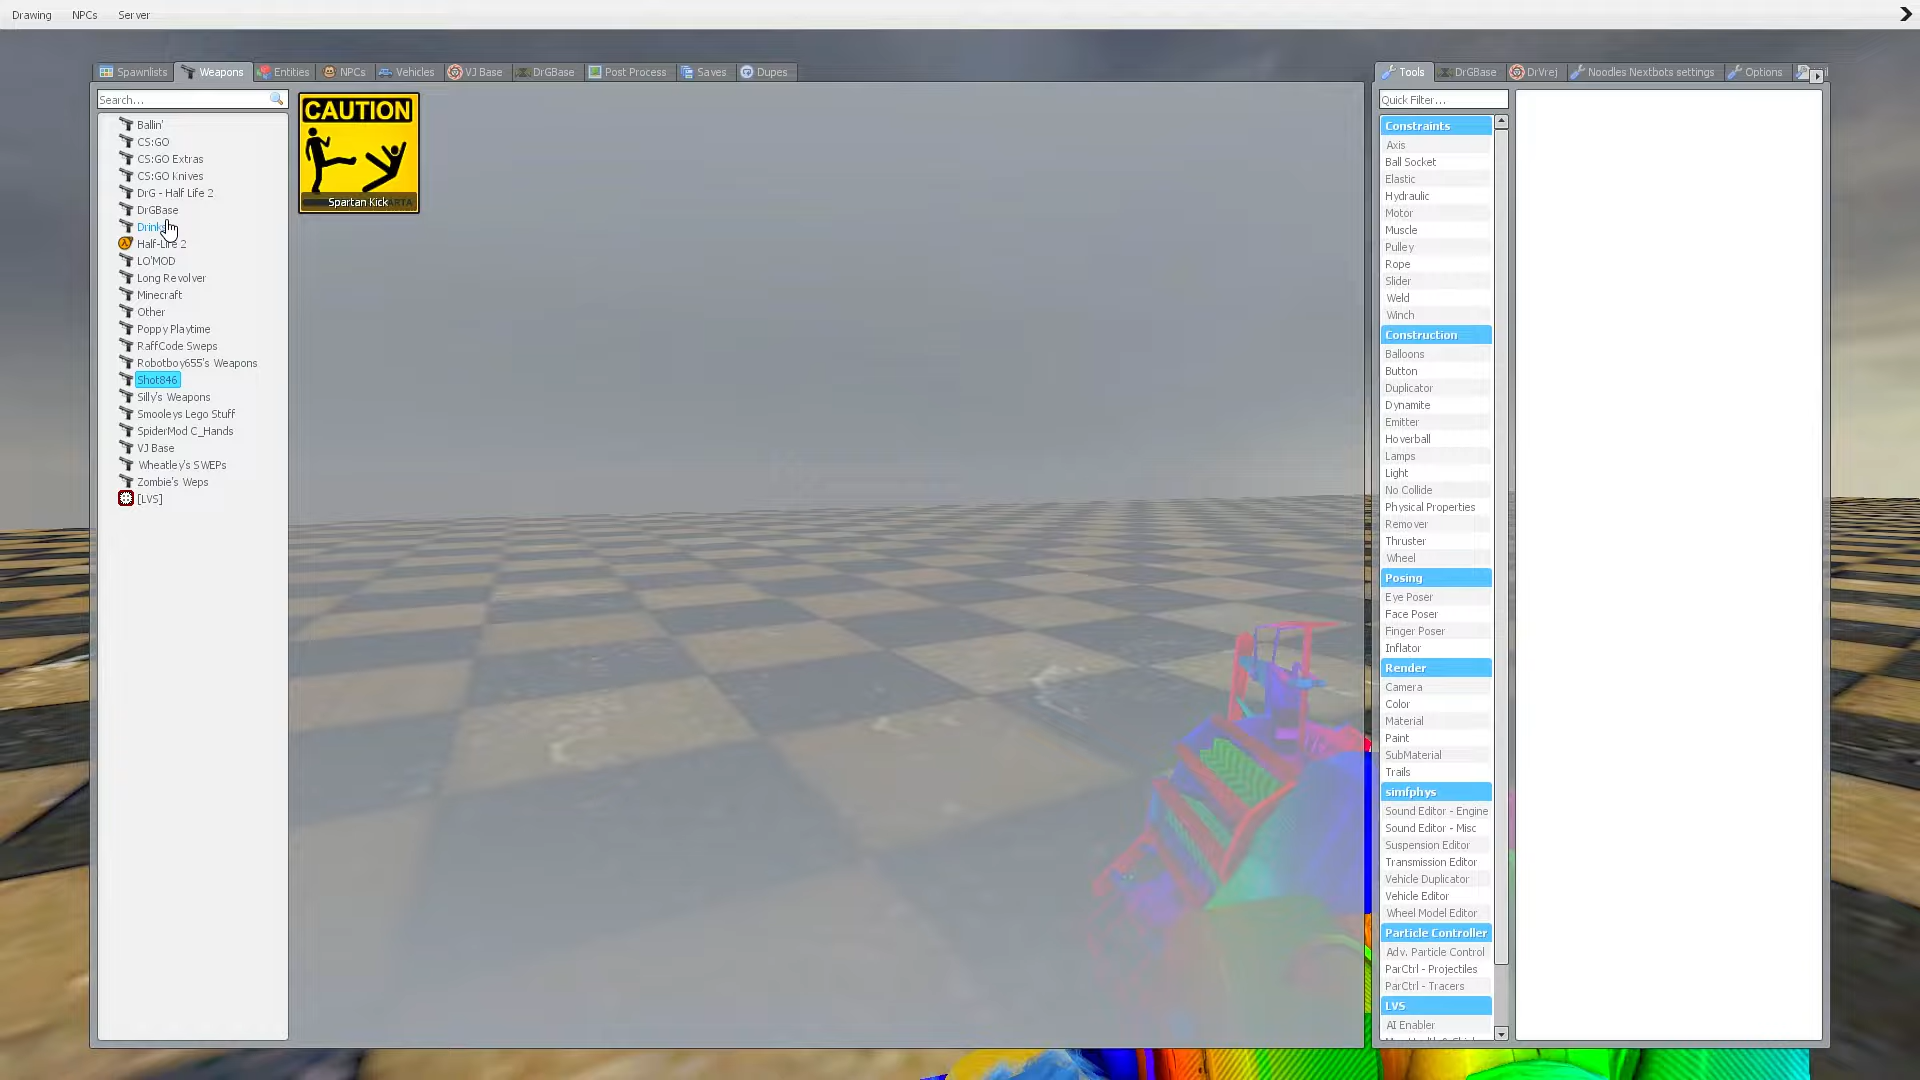 Drawing NPCs Server
Spawnlists Weapons Entities NPCs Vehicles VJ Base DrGBase Post Process Saves Dupes
Search...
Ballin'
CS:GO
CS:GO Extras
CS:GO Knives
DrG - Half Life 2
DrGBase
Half-Life 2
LO'MOD
Long Revolver
Minecraft
Other
Poppy Playtime
RaffCode Sweps
Robotboy655's Weapons
Shot846
Silly's Weapons
Smooleys Lego Stuff
SpiderMod C_Hands
VJ Base
Wheatley's SWEPs
Zombie's Weps
[LVS]
CAUTION
Spartan Kick
Tools DrGBase DrVrej Noodles Nextbots settings Options
Quick Filter...
Constraints
Axis
Ball Socket
Elastic
Hydraulic
Motor
Muscle
Pulley
Rope
Slider
Weld
Winch
Construction
Balloons
Button
Duplicator
Dynamite
Emitter
Hoverball
Lamps
Light
No Collide
Physical Properties
Remover
Thruster
Wheel
Posing
Eye Poser
Face Poser
Finger Poser
Inflator
Render
Camera
Color
Material
Paint
SubMaterial
Trails
simfphys
Sound Editor - Engine
Sound Editor - Misc
Suspension Editor
Transmission Editor
Vehicle Duplicator
Vehicle Editor
Wheel Model Editor
Particle Controller
Adv. Particle Control
ParCtrl - Projectiles
ParCtrl - Tracers
LVS
AI Enabler